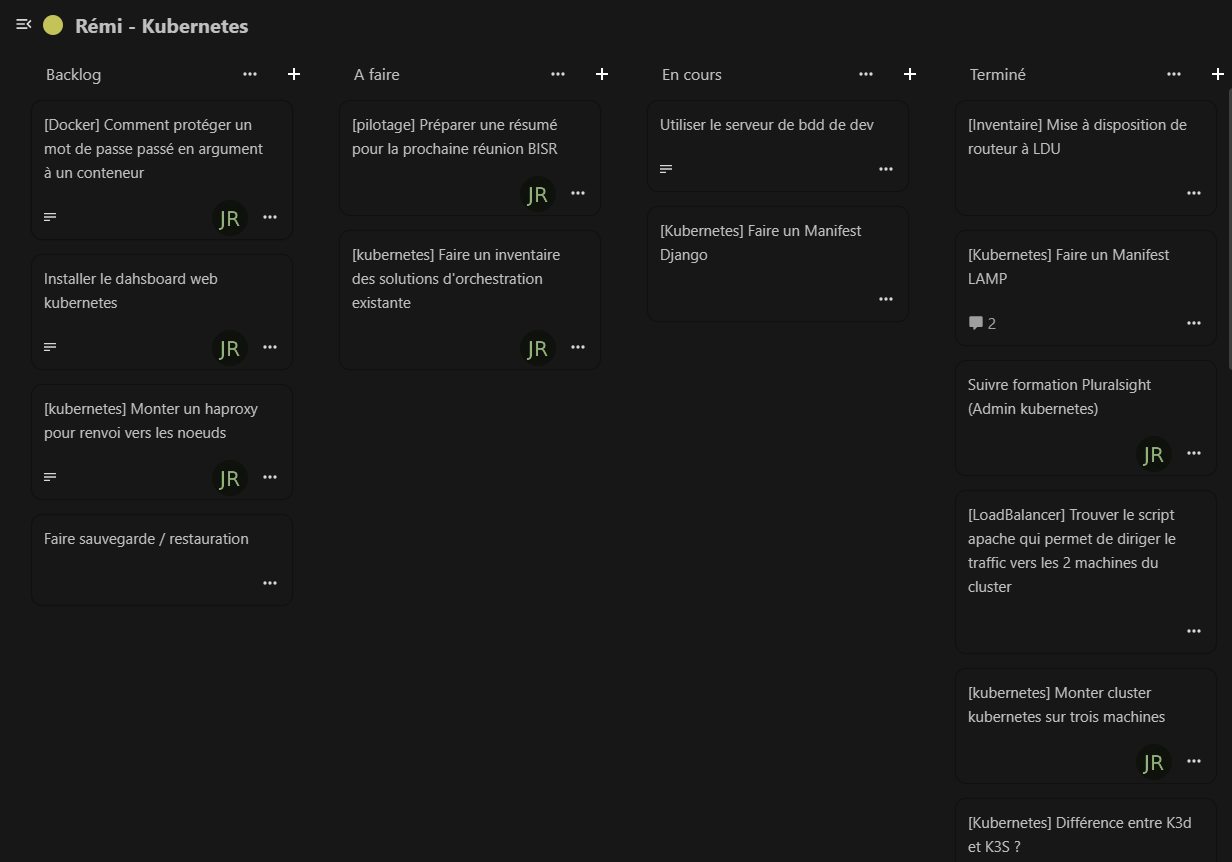 Rémi - Kubernetes
Backlog
[Docker] Comment protéger un
mot de passe passé en argument
à un conteneur
JR
Installer le dahsboard web
kubernetes
JR
[kubernetes] Monter un haproxy
pour renvoi vers les noeuds
JR
Faire sauvegarde / restauration
A faire
[pilotage] Préparer une résumé
pour la prochaine réunion BISR
JR
[kubernetes] Faire un inventaire
des solutions d'orchestration
existante
JR
En cours
Utiliser le serveur de bdd de dev
[Kubernetes] Faire un Manifest
Django
Terminé
[Inventaire] Mise à disposition de
routeur à LDU
[Kubernetes] Faire un Manifest
LAMP
2
Suivre formation Pluralsight
(Admin kubernetes)
JR
[LoadBalancer] Trouver le script
apache qui permet de diriger le
traffic vers les 2 machines du
cluster
[kubernetes] Monter cluster
kubernetes sur trois machines
JR
[Kubernetes] Différence entre K3d
et K3S ?